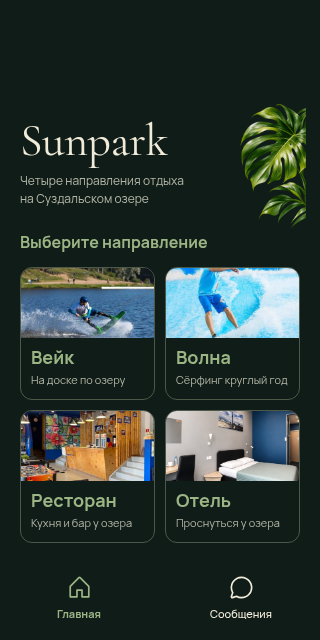 Sunpark
Четыре направления отдыха
на Суздальском озере
Выберите направление
Вейк
На доске по озеру
Волна
Сёрфинг круглый год
Ресторан
Кухня и бар у озера
Отель
Проснуться у озера
Главная
Сообщения